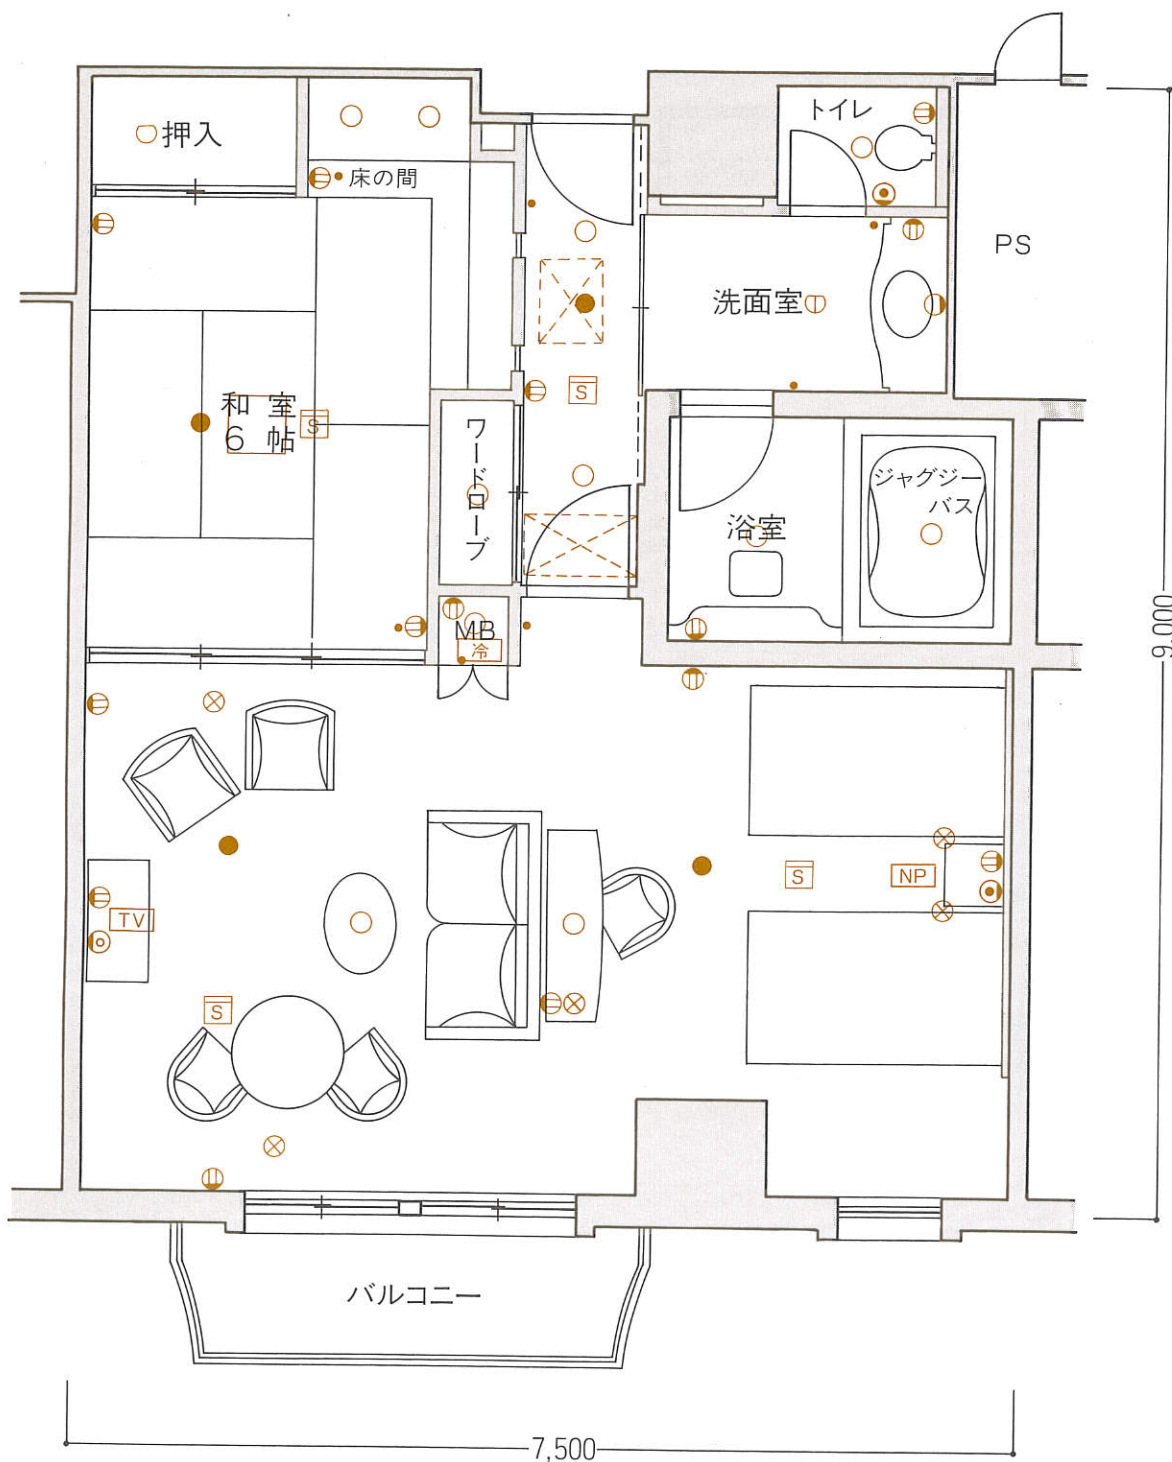 トイレ
押入
床の間
PS
洗面室
和室
6帖
S
S
ワードローブ
ジャグジー
バス
浴室
MB
冷
9,000
S
NP
TV
S
バルコニー
7,500